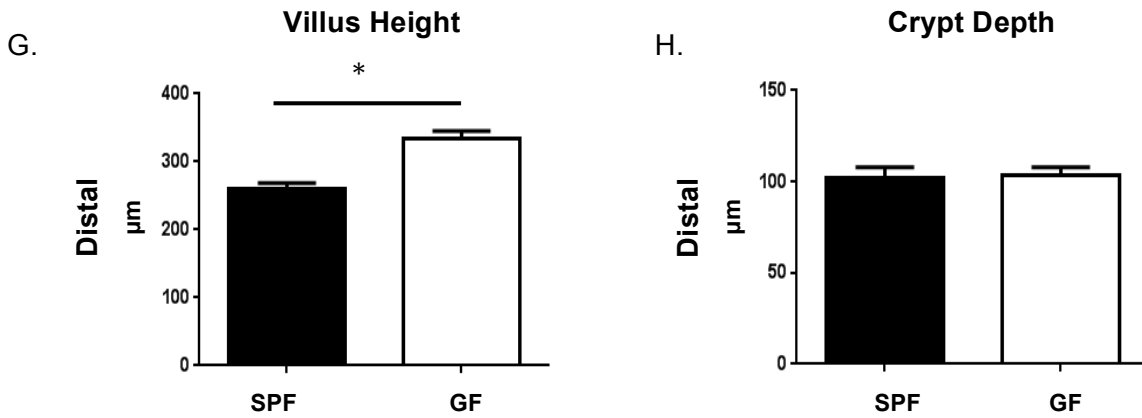 G.
Villus Height
*
Distal
µm
400
300
200
100
0
SPF GF
H.
Crypt Depth
Distal
µm
150
100
50
0
SPF GF